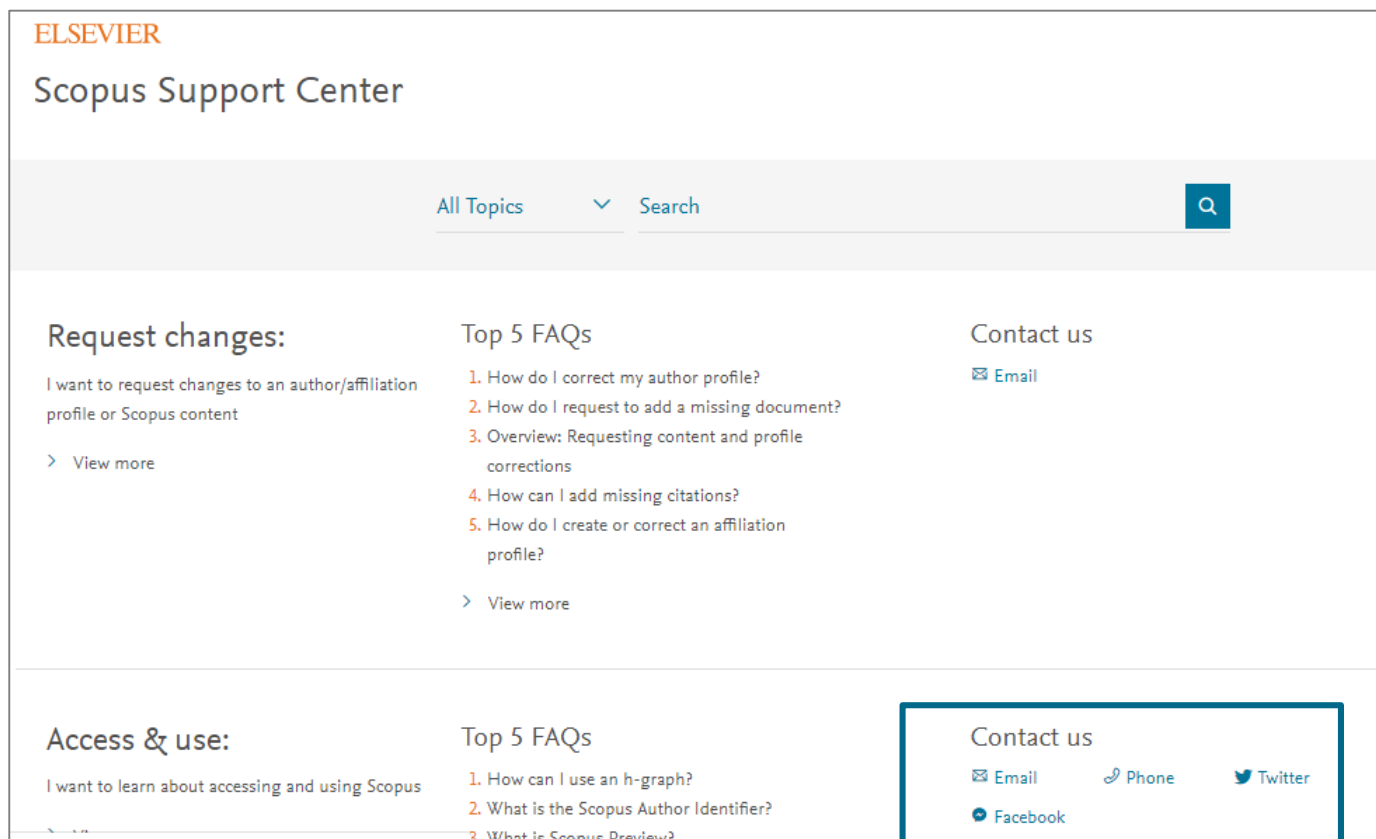 ELSEVIER
Scopus Support Center
All Topics
Search
Request changes:
I want to request changes to an author/affiliation
profile or Scopus content
View more
Top 5 FAQs
1. How do I correct my author profile?
2. How do I request to add a missing document?
3. Overview: Requesting content and profile
corrections
4. How can I add missing citations?
5. How do I create or correct an affiliation
profile?
View more
Contact us
Email
Access & use:
I want to learn about accessing and using Scopus
Top 5 FAQs
1. How can I use an h-graph?
2. What is the Scopus Author Identifier?
3. What is Scopus Preview?
Contact us
Email Phone Twitter
Facebook